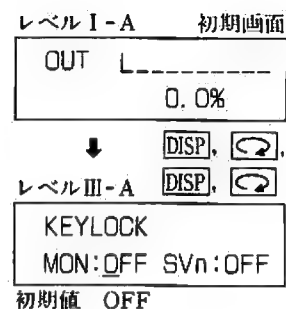 レベルⅠ-A 初期画面
OUT
0.0%
DISP, ,
レベルⅢ-A DISP,
KEYLOCK
MON:OFF SVn:OFF
初期値 OFF